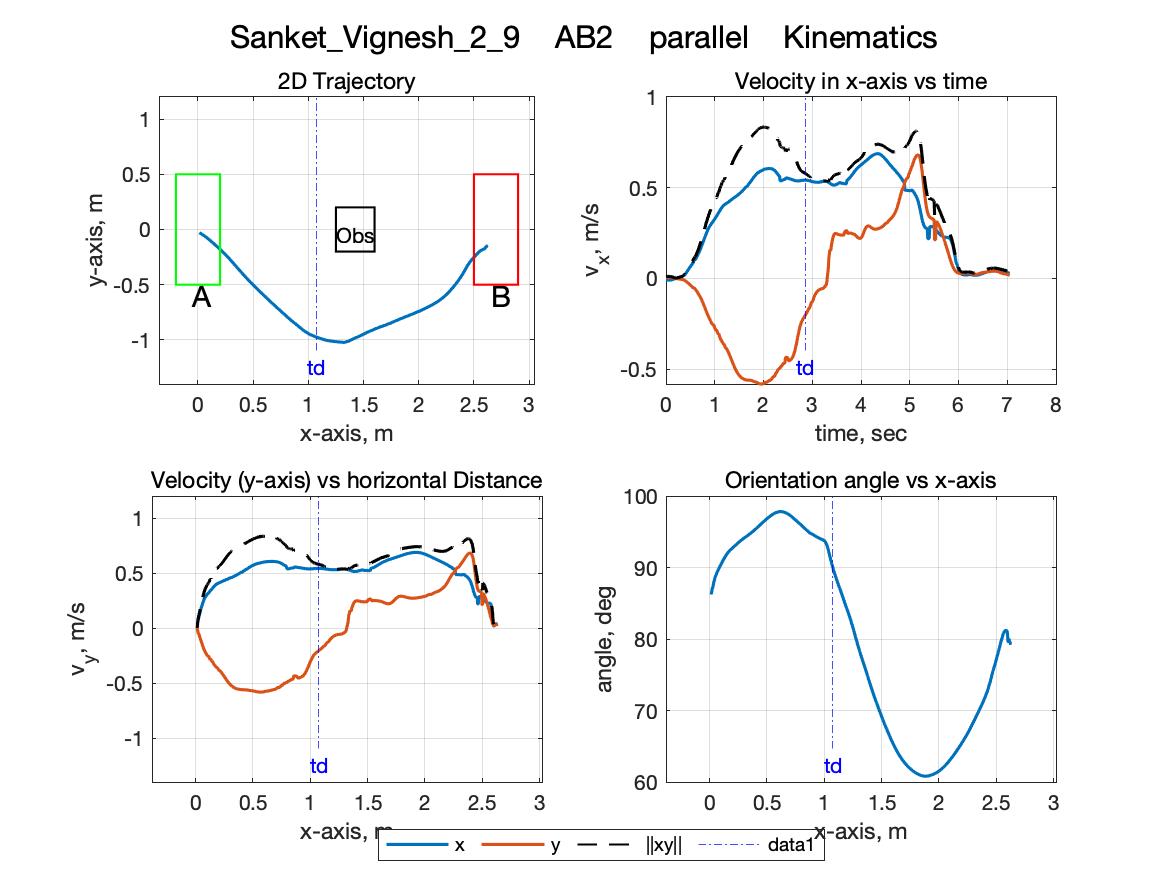 Sanket_Vignesh_2_9 AB2 parallel Kinematics
2D Trajectory
y-axis, m
1
0.5
0
-0.5
-1
Obs
A
B
td
0 0.5 1 1.5 2 2.5 3
x-axis, m
Velocity in x-axis vs time
v_x, m/s
1
0.5
0
-0.5
td
0 1 2 3 4 5 6 7 8
time, sec
Velocity (y-axis) vs horizontal Distance
v_y, m/s
1
0.5
0
-0.5
-1
td
0 0.5 1 1.5 2 2.5 3
x-axis, m
Orientation angle vs x-axis
angle, deg
100
90
80
70
60
td
0 0.5 1 1.5 2 2.5 3
x-axis, m
x y ||xy|| data1